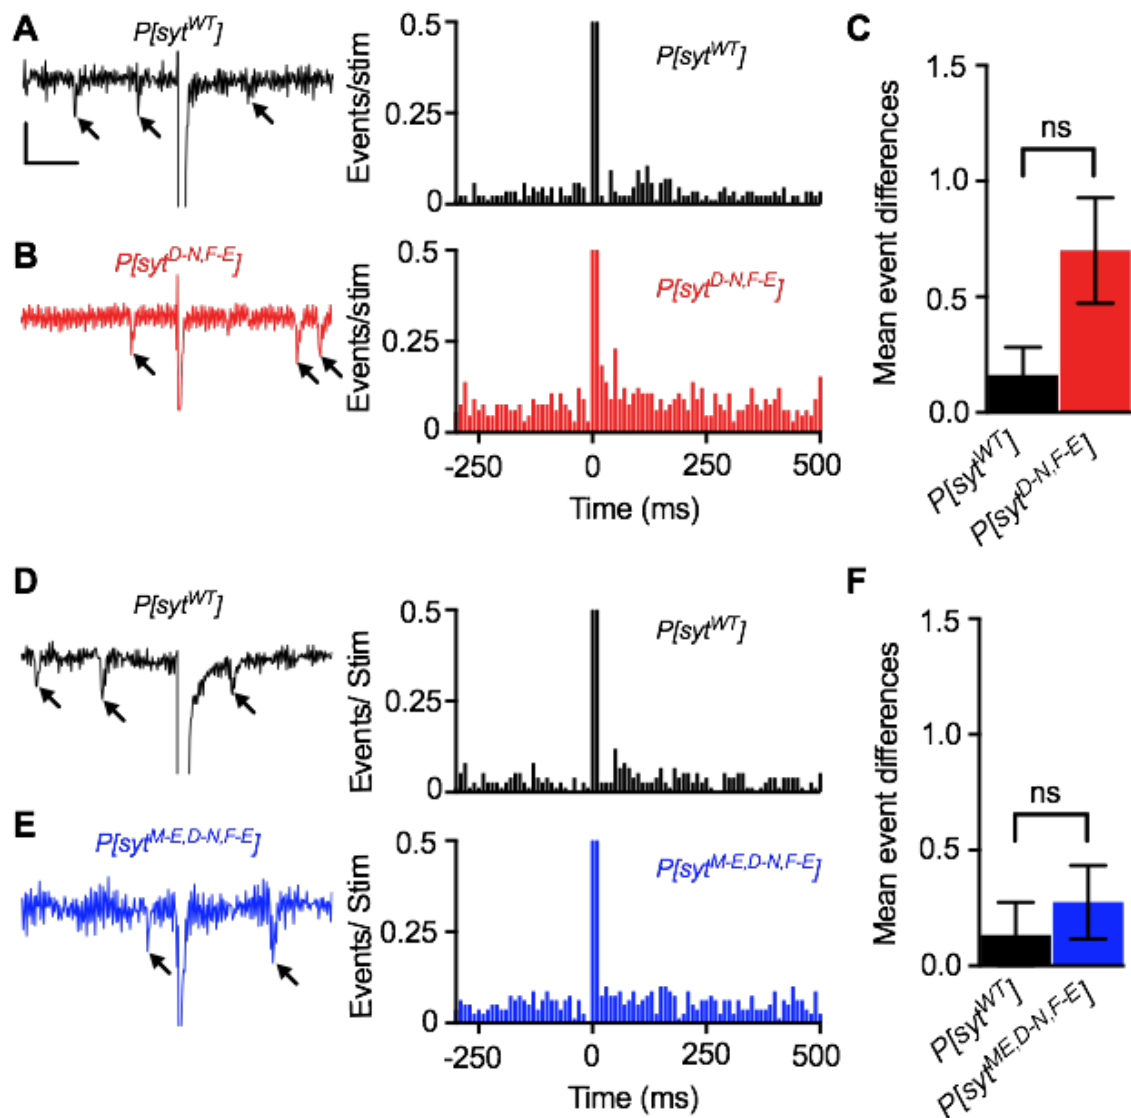 A
P[syt^WT]
Events/stim
0.5
0.25
0
P[syt^WT]
B
P[syt^D-N,F-E]
Events/stim
0.5
0.25
0
P[syt^D-N,F-E]
-250 0 250 500
Time (ms)
C
Mean event differences
1.5
1.0
0.5
0.0
ns
P[syt^WT]
P[syt^D-N,F-E]
D
P[syt^WT]
Events/ Stim
0.5
0.25
0
P[syt^WT]
E
P[syt^M-E,D-N,F-E]
Events/ Stim
0.5
0.25
0
P[syt^M-E,D-N,F-E]
-250 0 250 500
Time (ms)
F
Mean event differences
1.5
1.0
0.5
0.0
ns
P[syt^WT]
P[syt^ME,D-N,F-E]